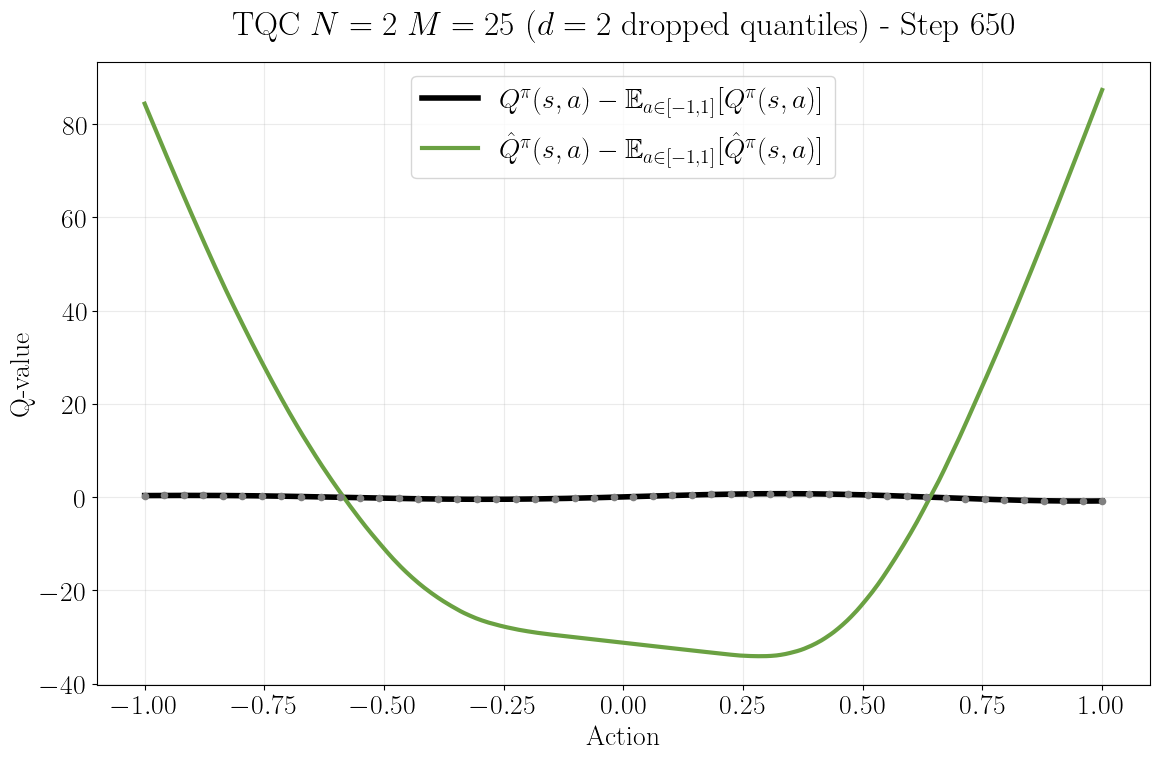 TQC N = 2 M = 25 (d = 2 dropped quantiles) - Step 650
Q^π(s, a) − 𝔼_{a∈[−1,1]}[Q^π(s, a)]
Q̂^π(s, a) − 𝔼_{a∈[−1,1]}[Q̂^π(s, a)]
80
60
40
20
0
−20
−40
Q-value
−1.00 −0.75 −0.50 −0.25 0.00 0.25 0.50 0.75 1.00
Action